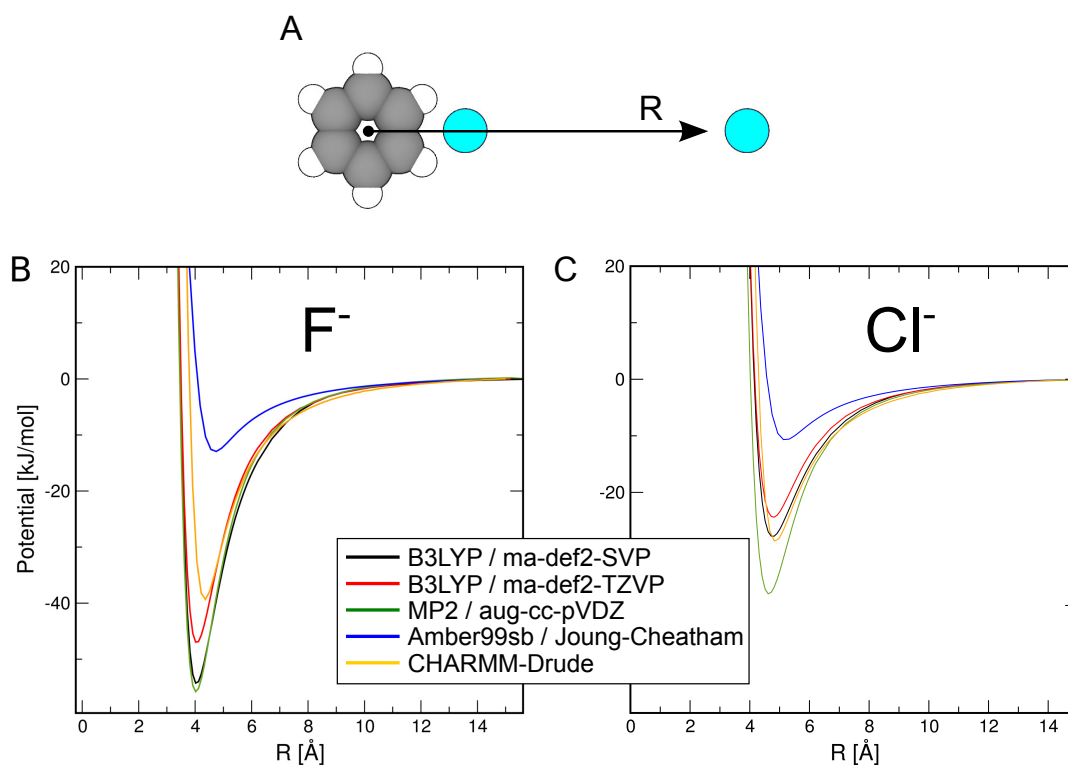 A
R
B
C
F-
Cl-
20
0
-20
-40
Potential [kJ/mol]
0 2 4 6 8 10 12 14
R [Å]
20
0
-20
0 2 4 6 8 10 12 14
R [Å]
B3LYP / ma-def2-SVP
B3LYP / ma-def2-TZVP
MP2 / aug-cc-pVDZ
Amber99sb / Joung-Cheatham
CHARMM-Drude